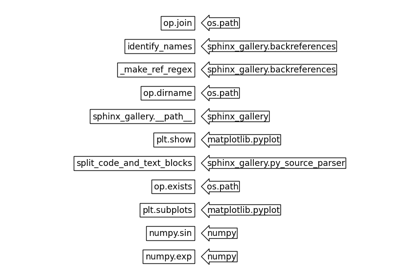 op.join os.path
identify_names sphinx_gallery.backreferences
_make_ref_regex sphinx_gallery.backreferences
op.dirname os.path
sphinx_gallery.__path__ sphinx_gallery
plt.show matplotlib.pyplot
split_code_and_text_blocks sphinx_gallery.py_source_parser
op.exists os.path
plt.subplots matplotlib.pyplot
numpy.sin numpy
numpy.exp numpy